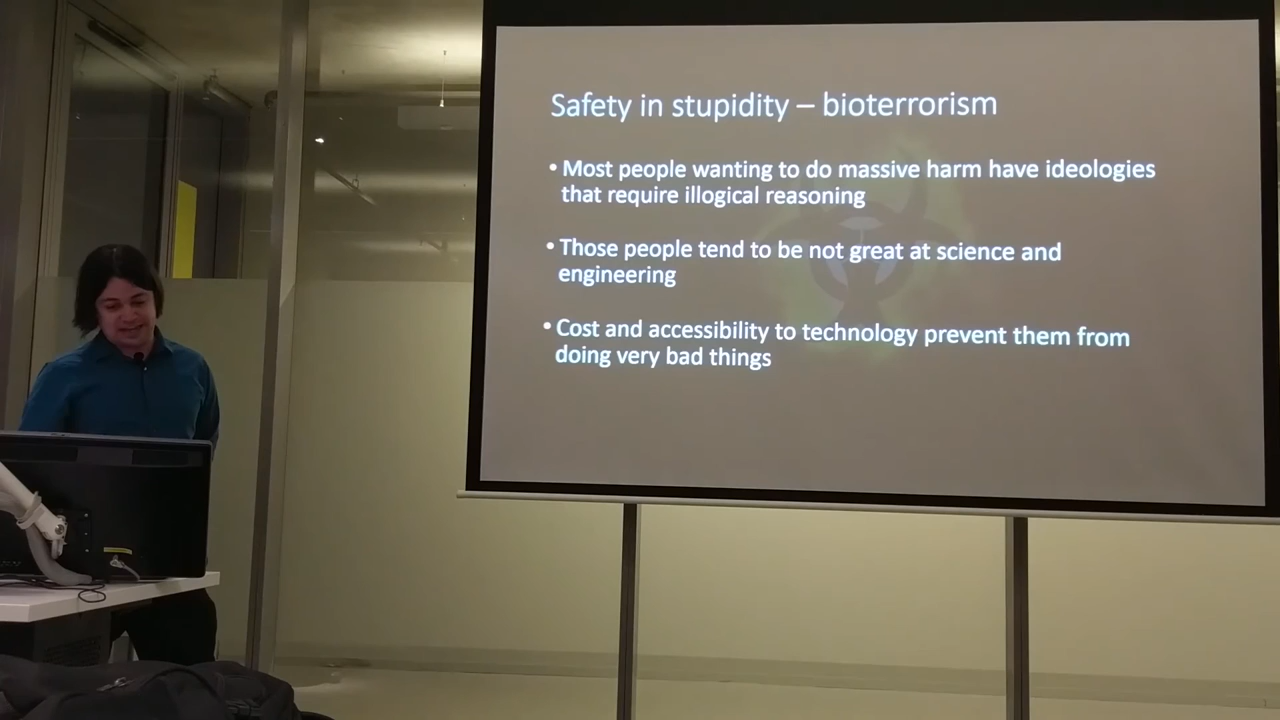 Safety in stupidity – bioterrorism
• Most people wanting to do massive harm have ideologies
that require illogical reasoning
• Those people tend to be not great at science and
engineering
• Cost and accessibility to technology prevent them from
doing very bad things